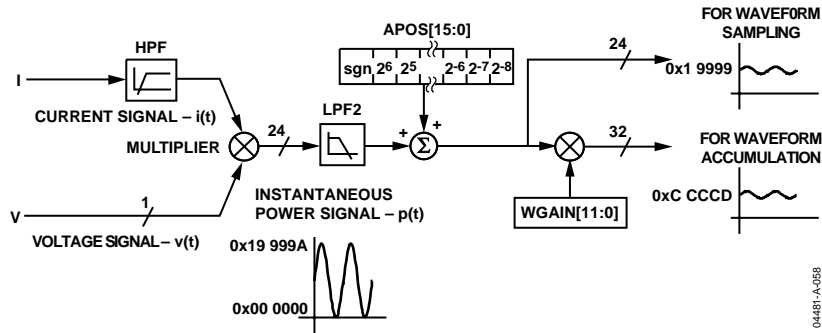 APOS[15:0]
sgn 2^6 2^5 2^-6 2^-7 2^-8
HPF
I
CURRENT SIGNAL – i(t)
MULTIPLIER
24
LPF2
+
+
Σ
24
FOR WAVEF0RM
SAMPLING
0x1 9999
32
FOR WAVEFORM
ACCUMULATION
0xC CCCD
WGAIN[11:0]
V
1
VOLTAGE SIGNAL – v(t)
INSTANTANEOUS
POWER SIGNAL – p(t)
0x19 999A
0x00 0000
04481-A-058